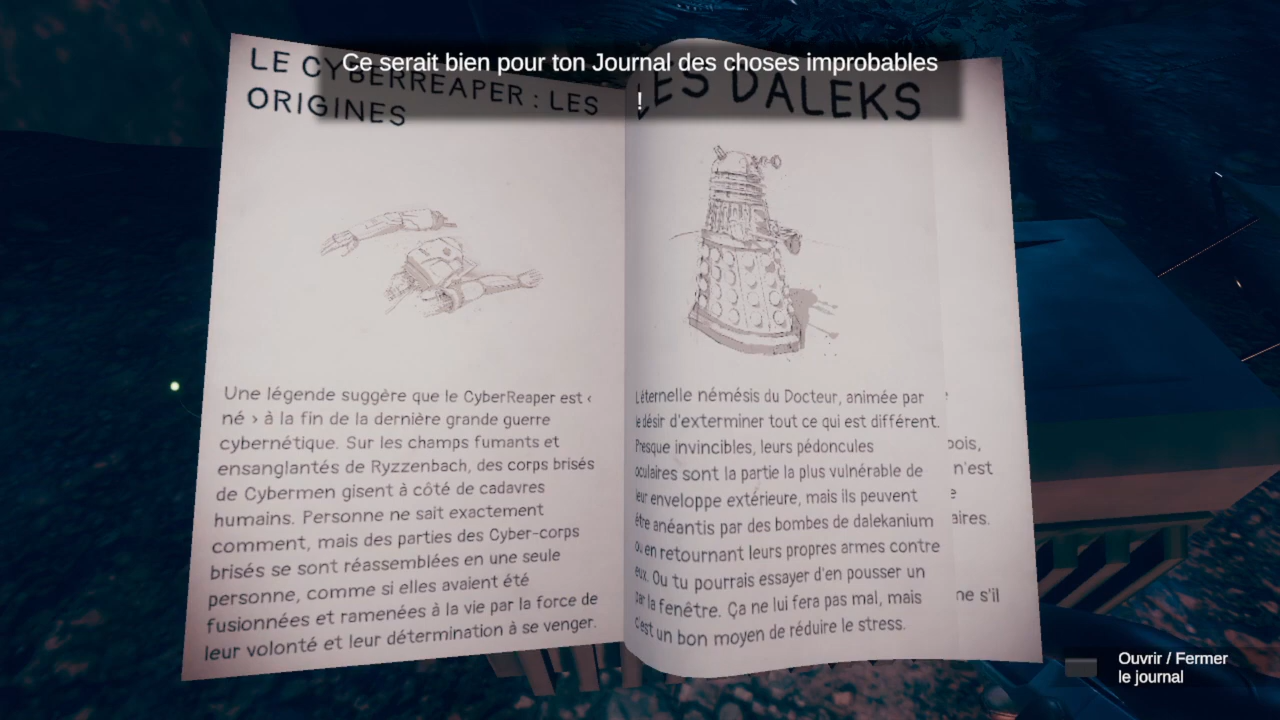 Ce serait bien pour ton Journal des choses improbables
!
LE CYBERREAPER : LES
ORIGINES
Une légende suggère que le CyberReaper est ‹
né › à la fin de la dernière grande guerre
cybernétique. Sur les champs fumants et
ensanglantés de Ryzzenbach, des corps brisés
de Cybermen gisent à côté de cadavres
humains. Personne ne sait exactement
comment, mais des parties des Cyber-corps
brisés se sont réassemblées en une seule
personne, comme si elles avaient été
fusionnées et ramenées à la vie par la force de
leur volonté et leur détermination à se venger.
LES DALEKS
L'éternelle némésis du Docteur, animée par
le désir d'exterminer tout ce qui est différent.
Presque invincibles, leurs pédoncules
oculaires sont la partie la plus vulnérable de
leur enveloppe extérieure, mais ils peuvent
être anéantis par des bombes de dalekanium
ou en retournant leurs propres armes contre
eux. Ou tu pourrais essayer d'en pousser un
par la fenêtre. Ça ne lui fera pas mal, mais
c'est un bon moyen de réduire le stress.
n'est
ne s'il
Ouvrir / Fermer
le journal